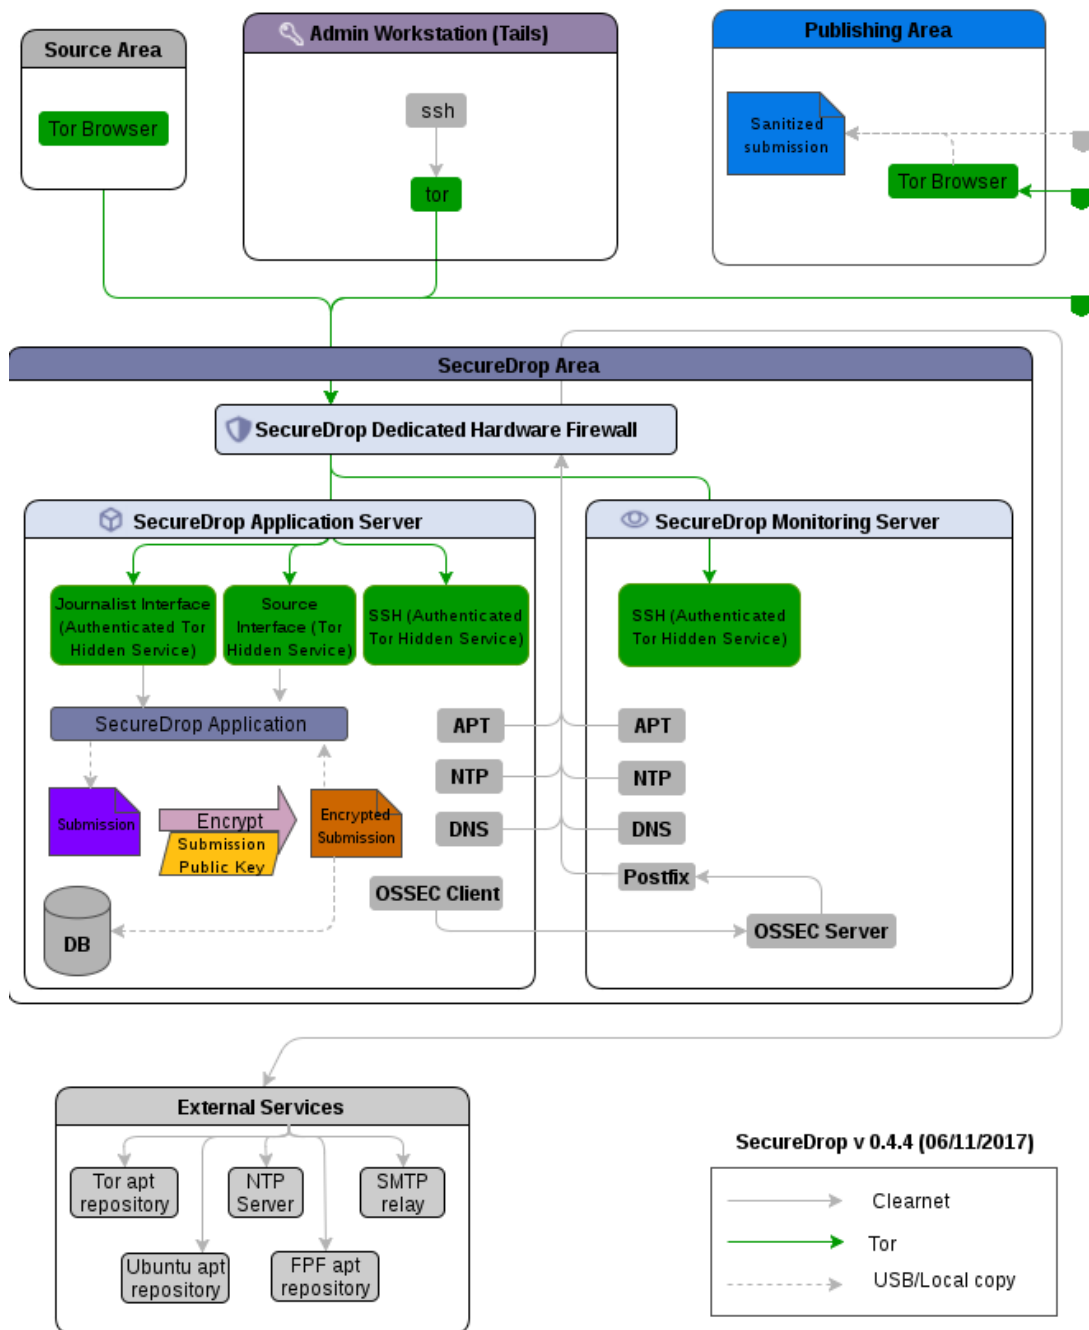 Source Area
Tor Browser
Admin Workstation (Tails)
ssh
tor
Publishing Area
Sanitized
submission
Tor Browser
SecureDrop Area
SecureDrop Dedicated Hardware Firewall
SecureDrop Application Server
Journalist Interface
(Authenticated Tor
Hidden Service)
Source
Interface (Tor
Hidden Service)
SSH (Authenticated
Tor Hidden Service)
SecureDrop Application
Submission
Encrypt
Submission
Public Key
Encrypted
Submission
DB
APT
NTP
DNS
OSSEC Client
SecureDrop Monitoring Server
SSH (Authenticated
Tor Hidden Service)
APT
NTP
DNS
Postfix
OSSEC Server
External Services
Tor apt
repository
NTP
Server
SMTP
relay
Ubuntu apt
repository
FPF apt
repository
SecureDrop v 0.4.4 (06/11/2017)
Clearnet
Tor
USB/Local copy